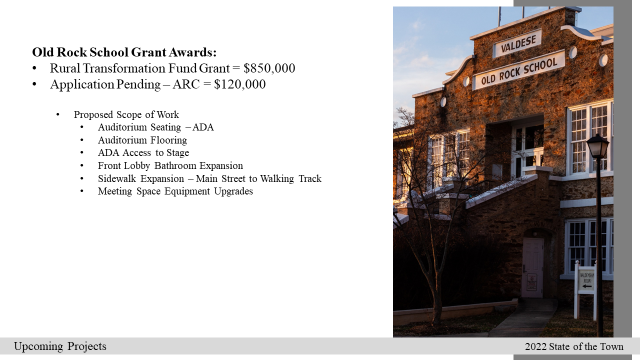 Old Rock School Grant Awards:
• Rural Transformation Fund Grant = $850,000
• Application Pending – ARC = $120,000
• Proposed Scope of Work
• Auditorium Seating – ADA
• Auditorium Flooring
• ADA Access to Stage
• Front Lobby Bathroom Expansion
• Sidewalk Expansion – Main Street to Walking Track
• Meeting Space Equipment Upgrades
VALDESE
OLD ROCK SCHOOL
Upcoming Projects
2022 State of the Town